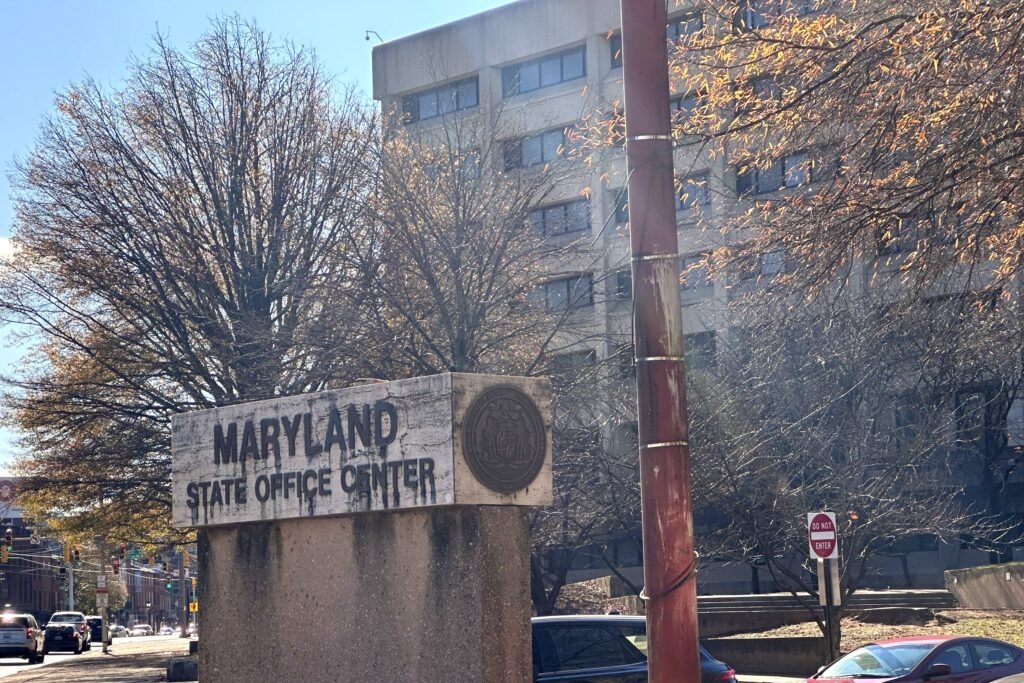 MARYLAND
STATE OFFICE CENTER
DO NOT
ENTER